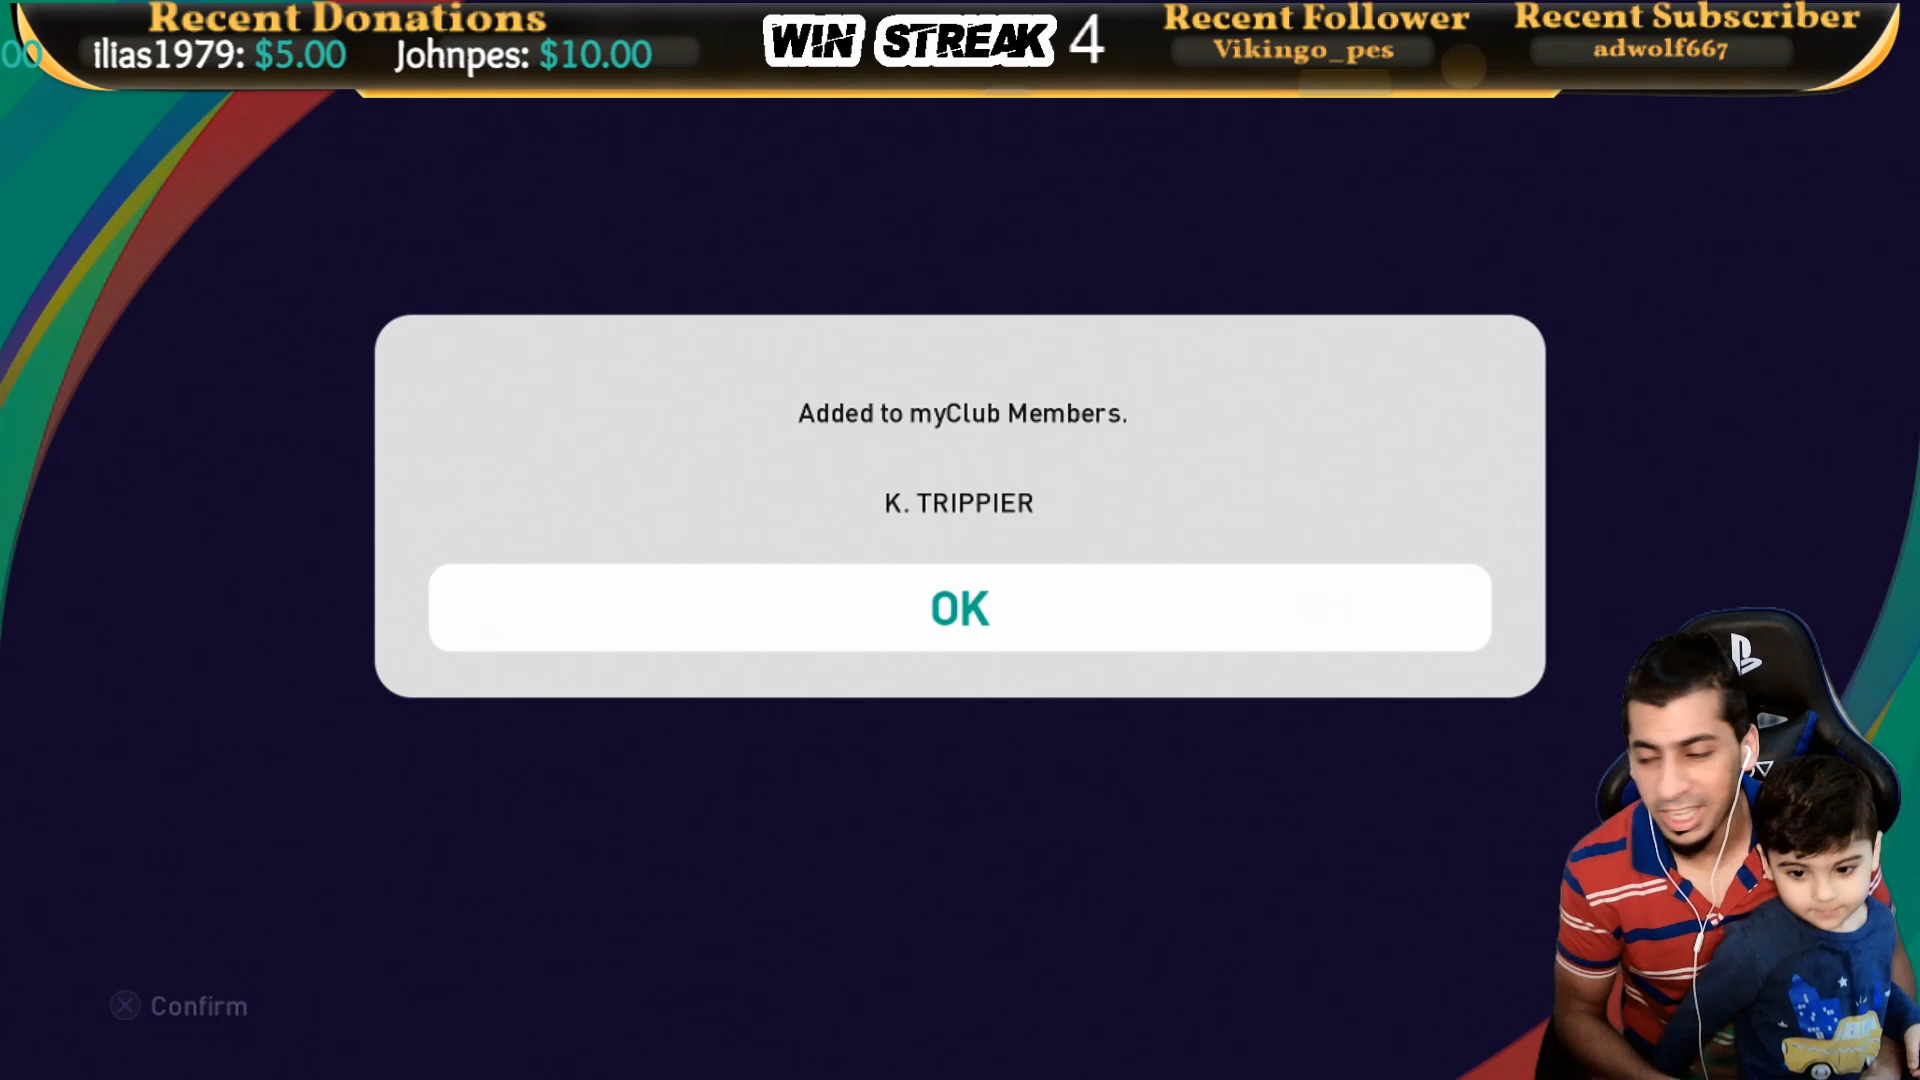 Recent Donations
00 ilias1979: $5.00 Johnpes: $10.00
WIN STREAK 4
Recent Follower
Vikingo_pes
Recent Subscriber
adwolf667
Added to myClub Members.
K. TRIPPIER
OK
Confirm